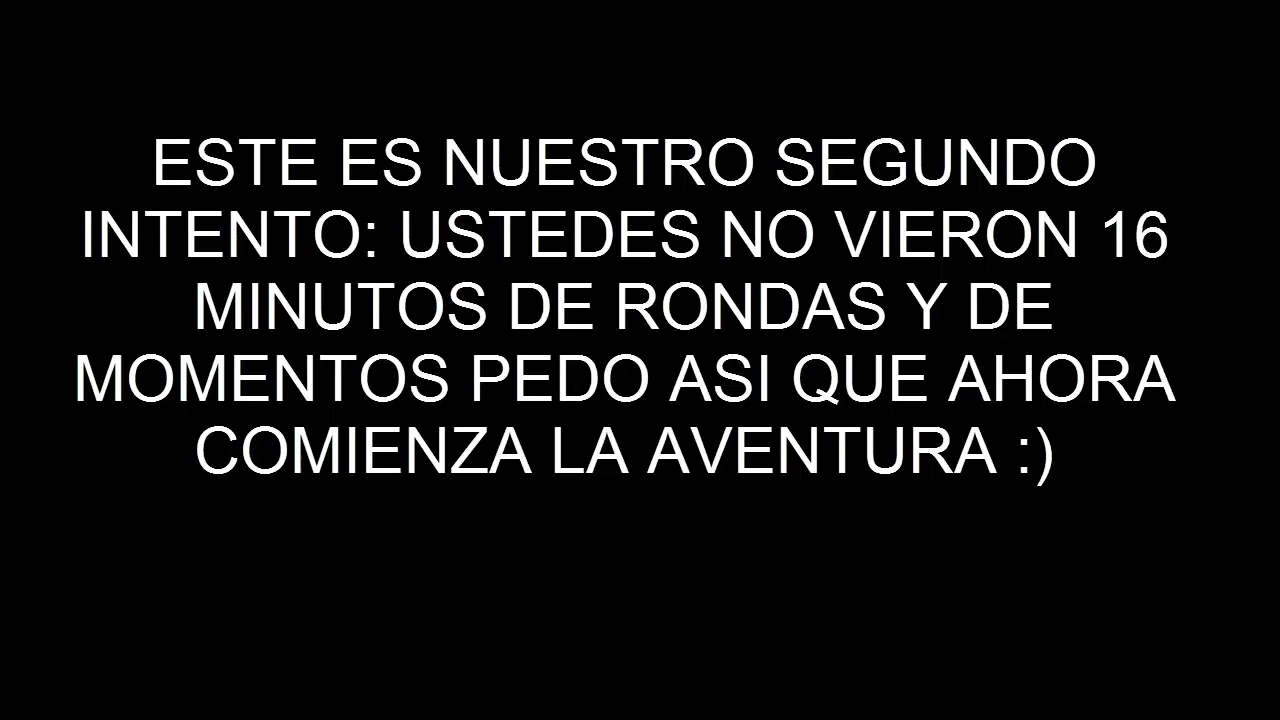 ESTE ES NUESTRO SEGUNDO
INTENTO: USTEDES NO VIERON 16
MINUTOS DE RONDAS Y DE
MOMENTOS PEDO ASI QUE AHORA
COMIENZA LA AVENTURA :)